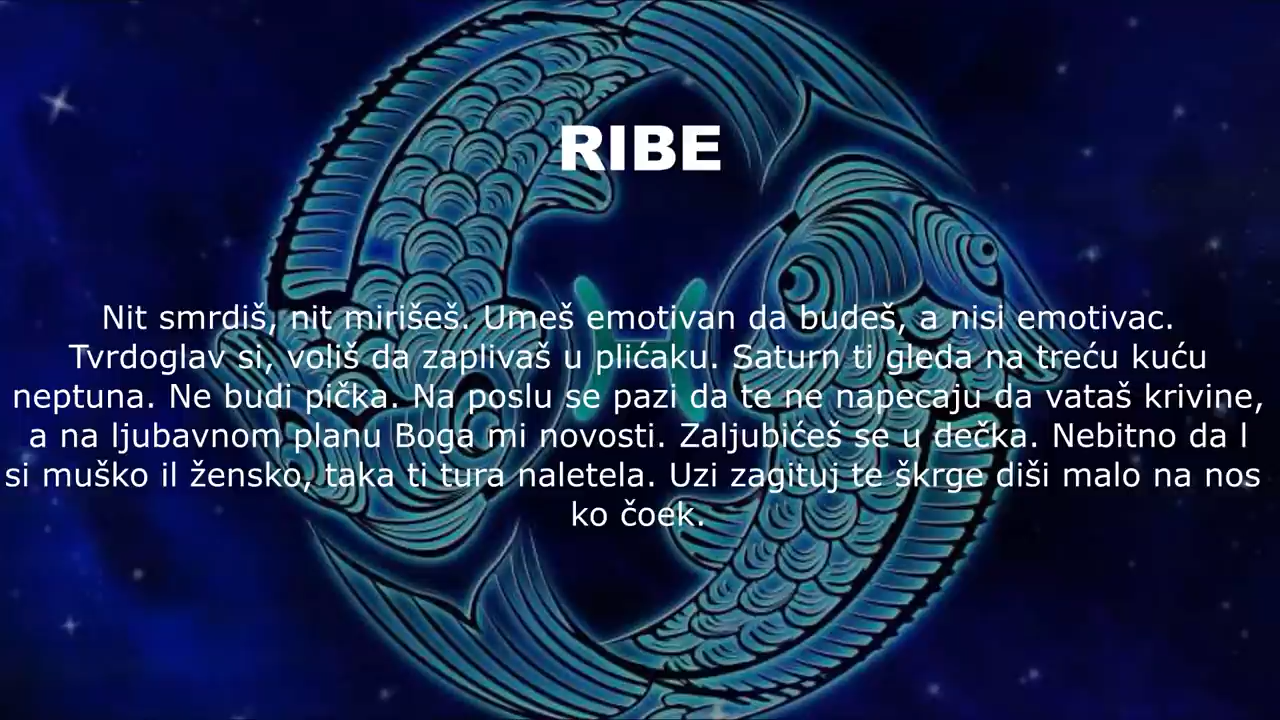 RIBE
Nit smrdiš, nit mirišeš. Umeš emotivan da budeš, a nisi emotivac.
Tvrdoglav si, voliš da zaplivaš u plićaku. Saturn ti gleda na treću kuću
neptuna. Ne budi pička. Na poslu se pazi da te ne napecaju da vataš krivine,
a na ljubavnom planu Boga mi novosti. Zaljubićeš se u dečka. Nebitno da l
si muško il žensko, taka ti tura naletela. Uzi zagituj te škrge diši malo na nos
ko čoek.